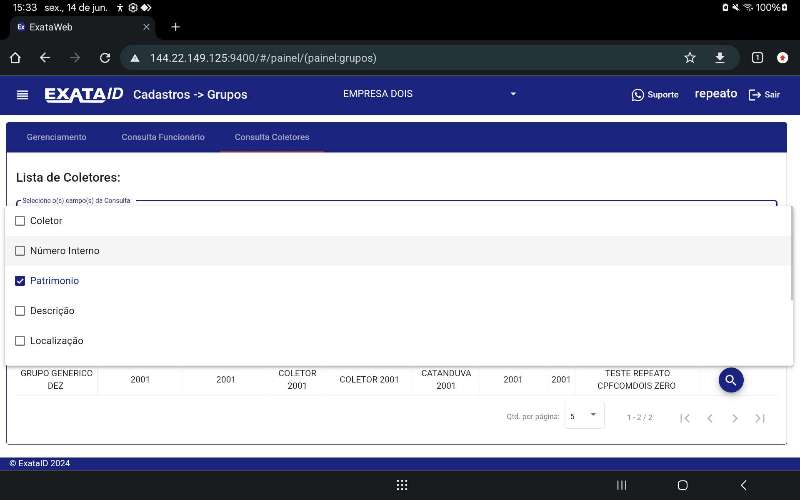 15:33 sex., 14 de jun.
100%
Ex ExataWeb
144.22.149.125:9400/#/painel/(painel:grupos)
1
EXATAID Cadastros -> Grupos EMPRESA DOIS Suporte repeato Sair
Gerenciamento Consulta Funcionário Consulta Coletores
Lista de Coletores:
Selecione o(s) campo(s) da Consulta
Coletor
Número Interno
Patrimonio
Descrição
Localização
GRUPO GENERICO DEZ 2001 2001 COLETOR 2001 COLETOR 2001 CATANDUVA 2001 2001 2001 TESTE REPEATO CPFCOMDOIS ZERO
Qtd. por página: 5 1 - 2 / 2
© ExataID 2024